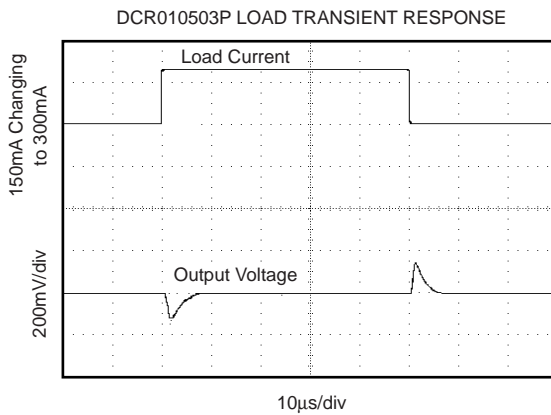 DCR010503P LOAD TRANSIENT RESPONSE
Load Current
150mA Changing
to 300mA
Output Voltage
200mV/div
10µs/div